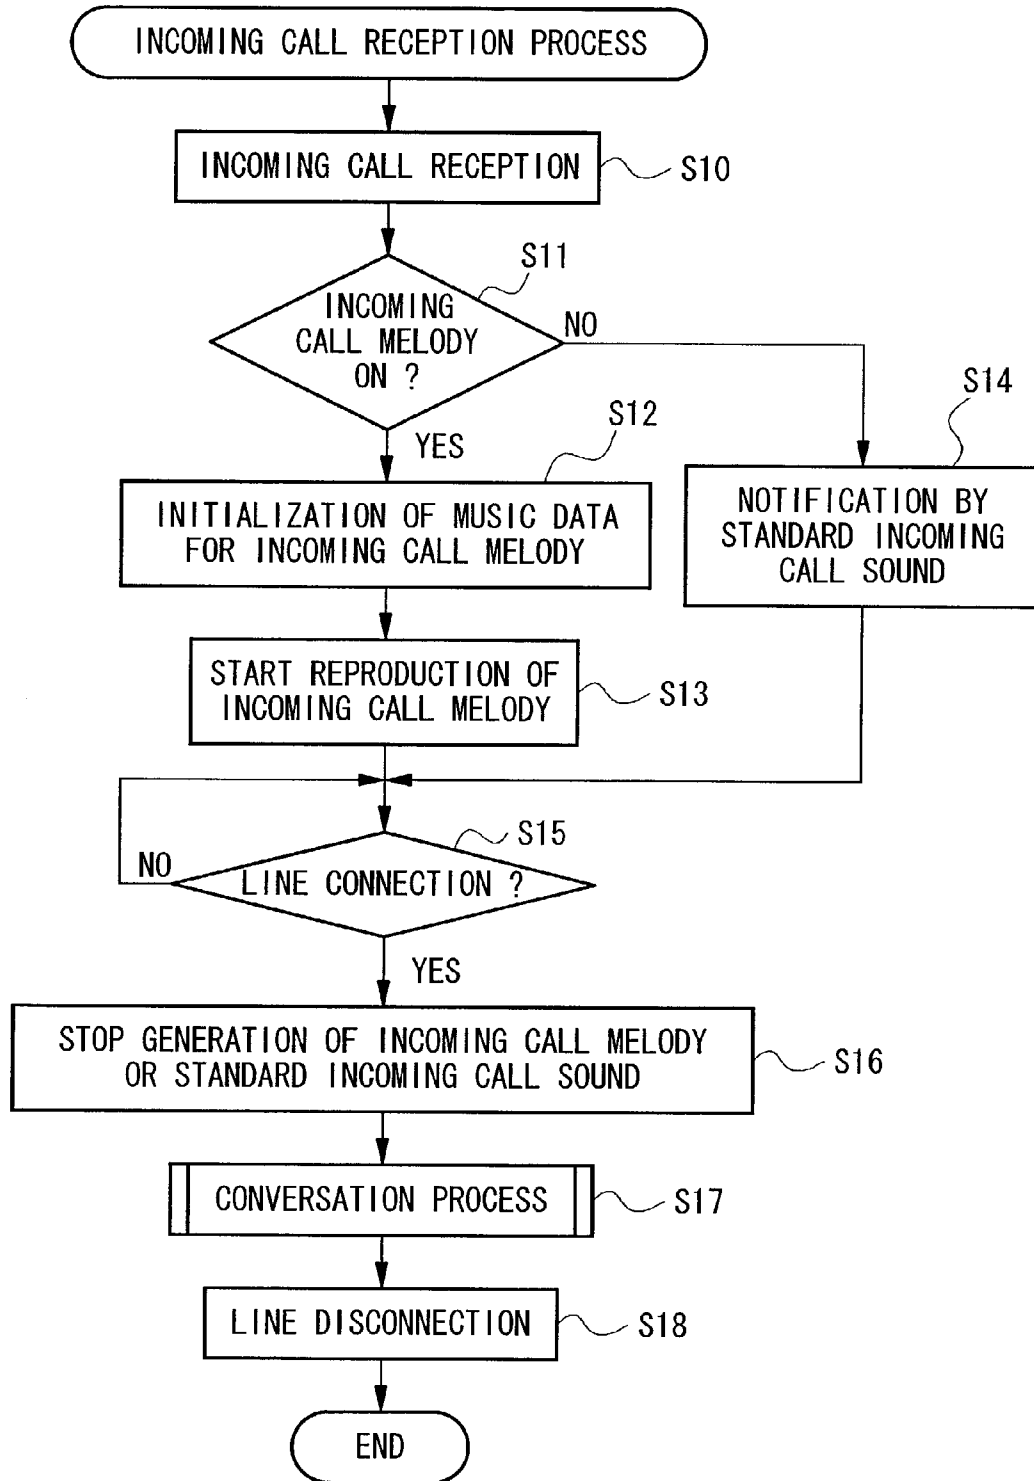 INCOMING CALL RECEPTION PROCESS
INCOMING CALL RECEPTION
S10
S11
INCOMING
CALL MELODY
ON ?
NO
YES
S12
INITIALIZATION OF MUSIC DATA
FOR INCOMING CALL MELODY
S14
NOTIFICATION BY
STANDARD INCOMING
CALL SOUND
START REPRODUCTION OF
INCOMING CALL MELODY
S13
S15
LINE CONNECTION ?
NO
YES
STOP GENERATION OF INCOMING CALL MELODY
OR STANDARD INCOMING CALL SOUND
S16
CONVERSATION PROCESS
S17
LINE DISCONNECTION
S18
END